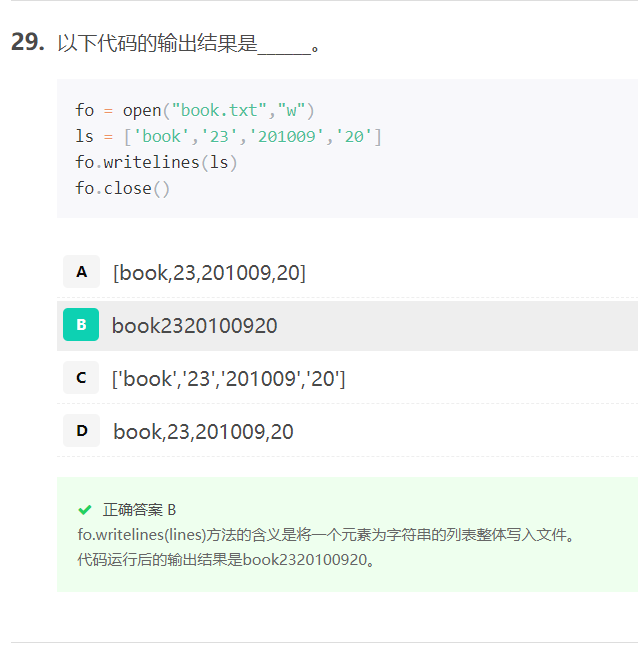 29. 以下代码的输出结果是______。
fo = open("book.txt","w")
ls = ['book','23','201009','20']
fo.writelines(ls)
fo.close()
A [book,23,201009,20]
B book2320100920
C ['book','23','201009','20']
D book,23,201009,20
正确答案 B
fo.writelines(lines)方法的含义是将一个元素为字符串的列表整体写入文件。
代码运行后的输出结果是book2320100920。